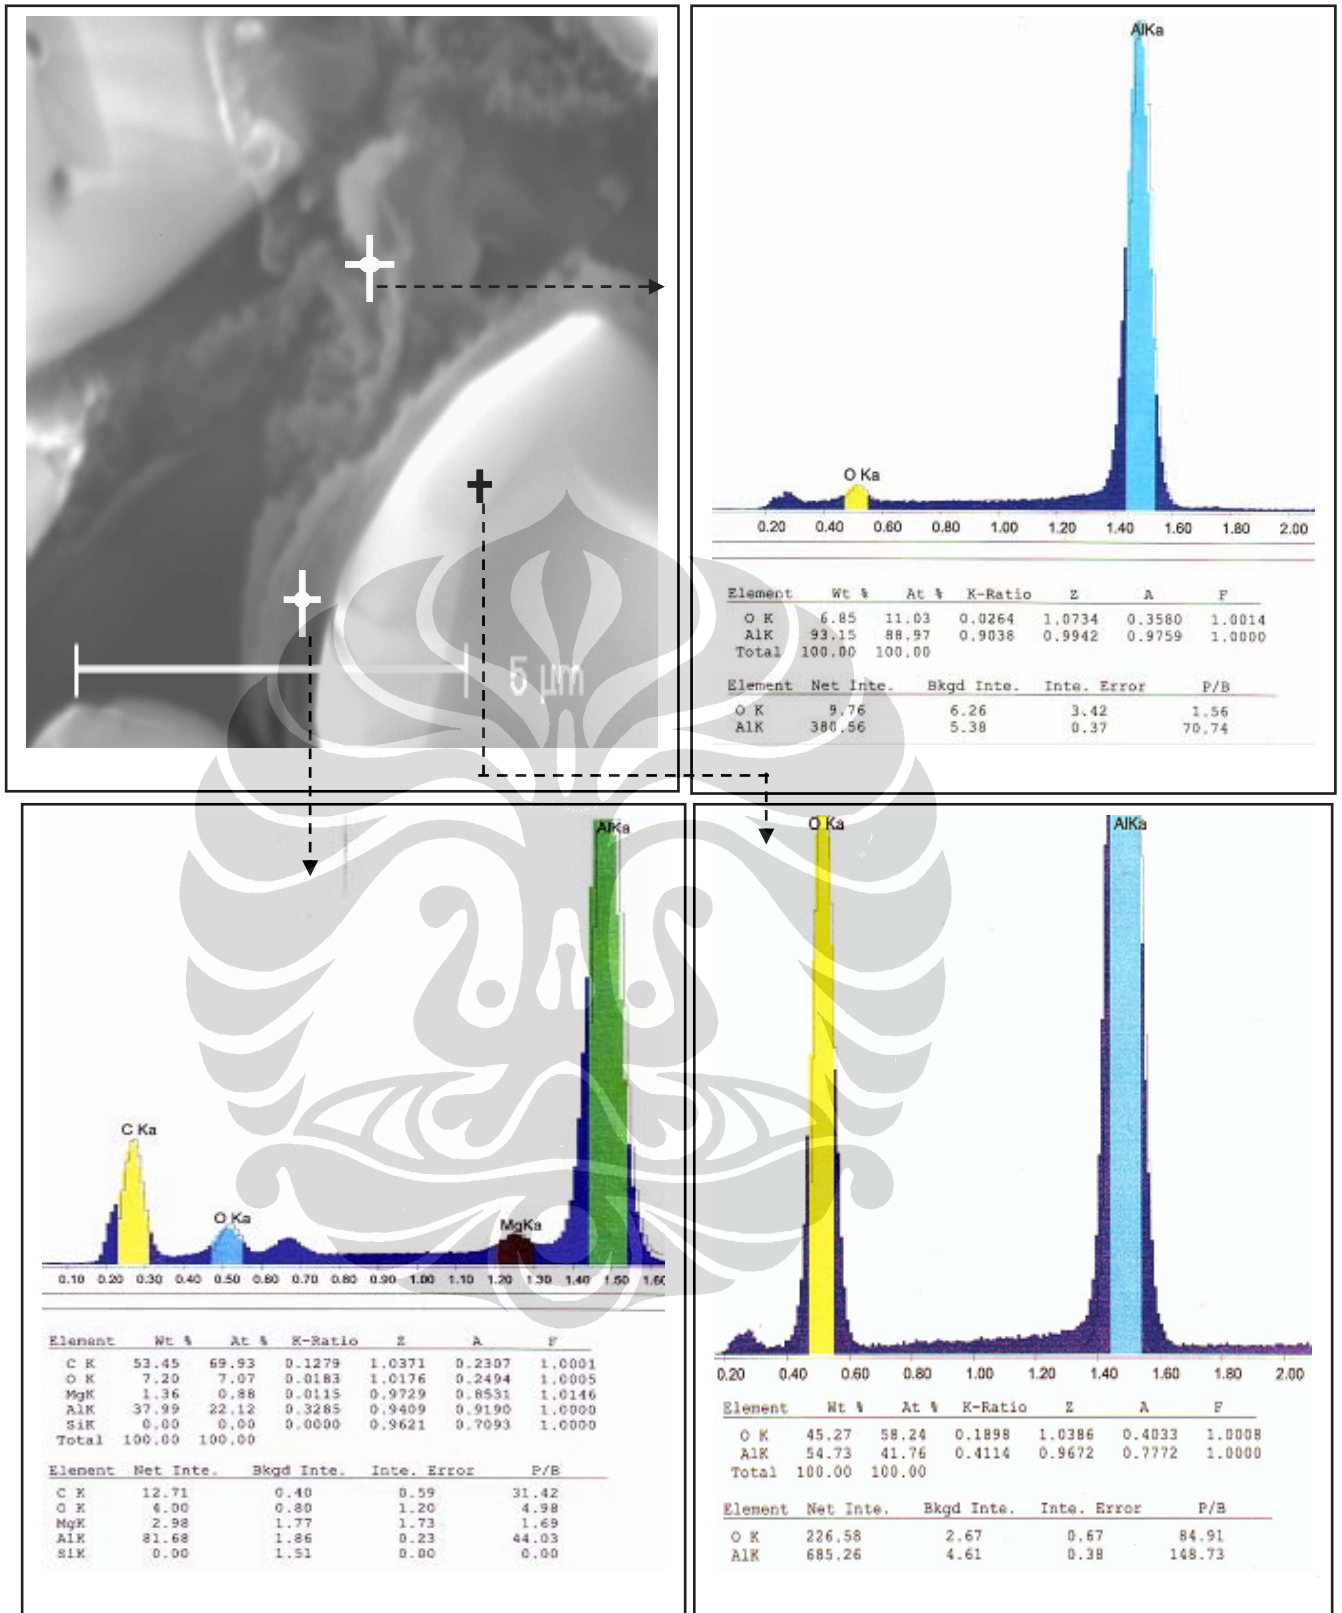 5 µm
AlKa
O Ka
0.20 0.40 0.60 0.80 1.00 1.20 1.40 1.60 1.80 2.00
Element Wt % At % K-Ratio Z A F
O K 6.85 11.03 0.0264 1.0734 0.3580 1.0014
AlK 93.15 88.97 0.9038 0.9942 0.9759 1.0000
Total 100.00 100.00
Element Net Inte. Bkgd Inte. Inte. Error P/B
O K 9.76 6.26 3.42 1.56
AlK 380.56 5.38 0.37 70.74
AlKa
C Ka
O Ka
MgKa
0.10 0.20 0.30 0.40 0.50 0.60 0.70 0.80 0.90 1.00 1.10 1.20 1.30 1.40 1.50 1.60
Element Wt % At % K-Ratio Z A F
C K 53.45 69.93 0.1279 1.0371 0.2307 1.0001
O K 7.20 7.07 0.0183 1.0176 0.2494 1.0005
MgK 1.36 0.88 0.0115 0.9729 0.8531 1.0146
AlK 37.99 22.12 0.3285 0.9409 0.9190 1.0000
SiK 0.00 0.00 0.0000 0.9621 0.7093 1.0000
Total 100.00 100.00
Element Net Inte. Bkgd Inte. Inte. Error P/B
C K 12.71 0.40 0.59 31.42
O K 4.00 0.80 1.20 4.98
MgK 2.98 1.77 1.73 1.69
AlK 81.68 1.86 0.23 44.03
SiK 0.00 1.51 0.00 0.00
O Ka AlKa
0.20 0.40 0.60 0.80 1.00 1.20 1.40 1.60 1.80 2.00
Element Wt % At % K-Ratio Z A F
O K 45.27 58.24 0.1898 1.0386 0.4033 1.0008
AlK 54.73 41.76 0.4114 0.9672 0.7772 1.0000
Total 100.00 100.00
Element Net Inte. Bkgd Inte. Inte. Error P/B
O K 226.58 2.67 0.67 84.91
AlK 685.26 4.61 0.38 148.73